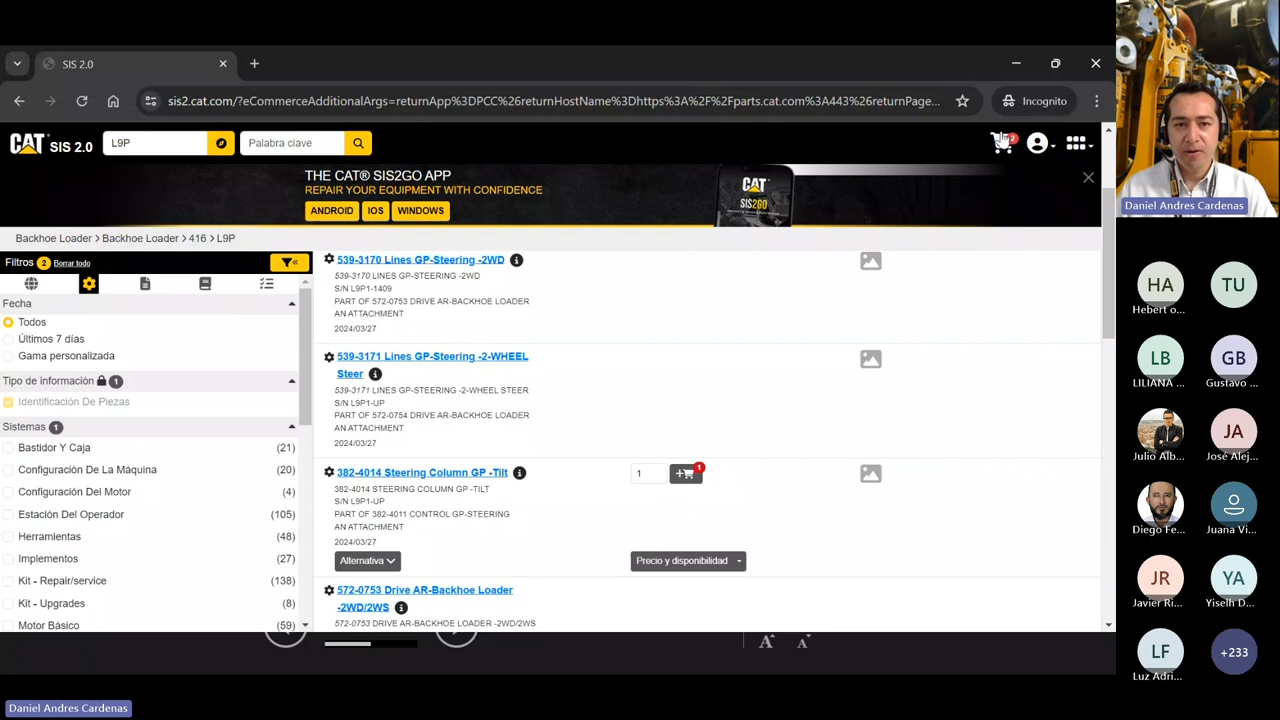 SIS 2.0
sis2.cat.com/?eCommerceAdditionalArgs=returnApp%3DPCC%26returnHostName%3Dhttps%3A%2F%2Fparts.cat.com%3A443%26returnPage...
Incognito
CAT SIS 2.0
L9P
Palabra clave
2
THE CAT® SIS2GO APP
REPAIR YOUR EQUIPMENT WITH CONFIDENCE
ANDROID
IOS
WINDOWS
CAT
SIS2GO
Backhoe Loader > Backhoe Loader > 416 > L9P
Filtros 2 Borrar todo
Fecha
Todos
Últimos 7 días
Gama personalizada
Tipo de información 1
Identificación De Piezas
Sistemas 1
Bastidor Y Caja (21)
Configuración De La Máquina (20)
Configuración Del Motor (4)
Estación Del Operador (105)
Herramientas (48)
Implementos (27)
Kit - Repair/service (138)
Kit - Upgrades (8)
Motor Básico (59)
539-3170 Lines GP-Steering -2WD
539-3170 LINES GP-STEERING -2WD
S/N L9P1-1409
PART OF 572-0753 DRIVE AR-BACKHOE LOADER
AN ATTACHMENT
2024/03/27
539-3171 Lines GP-Steering -2-WHEEL
Steer
539-3171 LINES GP-STEERING -2-WHEEL STEER
S/N L9P1-UP
PART OF 572-0754 DRIVE AR-BACKHOE LOADER
AN ATTACHMENT
2024/03/27
382-4014 Steering Column GP -Tilt
1
1
382-4014 STEERING COLUMN GP -TILT
S/N L9P1-UP
PART OF 382-4011 CONTROL GP-STEERING
AN ATTACHMENT
2024/03/27
Alternativa
Precio y disponibilidad
572-0753 Drive AR-Backhoe Loader
-2WD/2WS
572-0753 DRIVE AR-BACKHOE LOADER -2WD/2WS
A
A
Daniel Andres Cardenas
Daniel Andres Cardenas
HA
Hebert o...
TU
LB
LILIANA ...
GB
Gustavo ...
Julio Alb...
JA
José Alej...
Diego Fe...
Juana Vi...
JR
Javier Ri...
YA
Yiselh D...
LF
Luz Adri...
+233